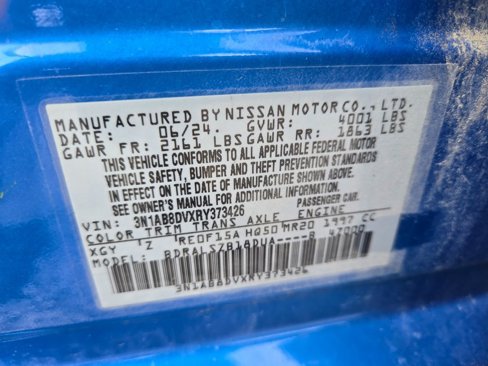 MANUFACTURED BY NISSAN MOTOR CO., LTD.
DATE: 06/24. GVWR: 4001 LBS
GAWR FR: 2161 LBS GAWR RR: 1863 LBS
THIS VEHICLE CONFORMS TO ALL APPLICABLE FEDERAL MOTOR
VEHICLE SAFETY, BUMPER AND THEFT PREVENTION STANDARDS
IN EFFECT ON THE DATE OF MANUFACTURE SHOWN ABOVE.
SEE OWNER'S MANUAL FOR ADDITIONAL INFORMATION.
VIN: 3N1AB8DVXRY373426 PASSENGER CAR.
COLOR TRIM TRANS AXLE ENGINE
XGY Z RE0F15A HQ50 MR20 1997 CC
MODEL: BDRALSZB18DUA----B 47000
3N1AB8DVXRY373426